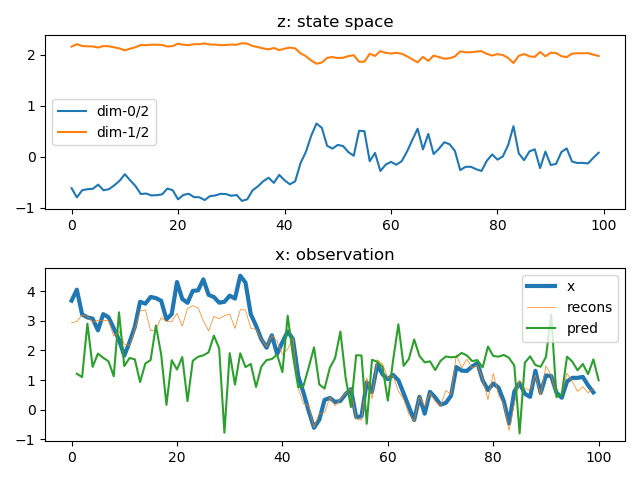 z: state space
2
1
0
−1
dim-0/2
dim-1/2
0 20 40 60 80 100
x: observation
4
3
2
1
0
−1
x
recons
pred
0 20 40 60 80 100